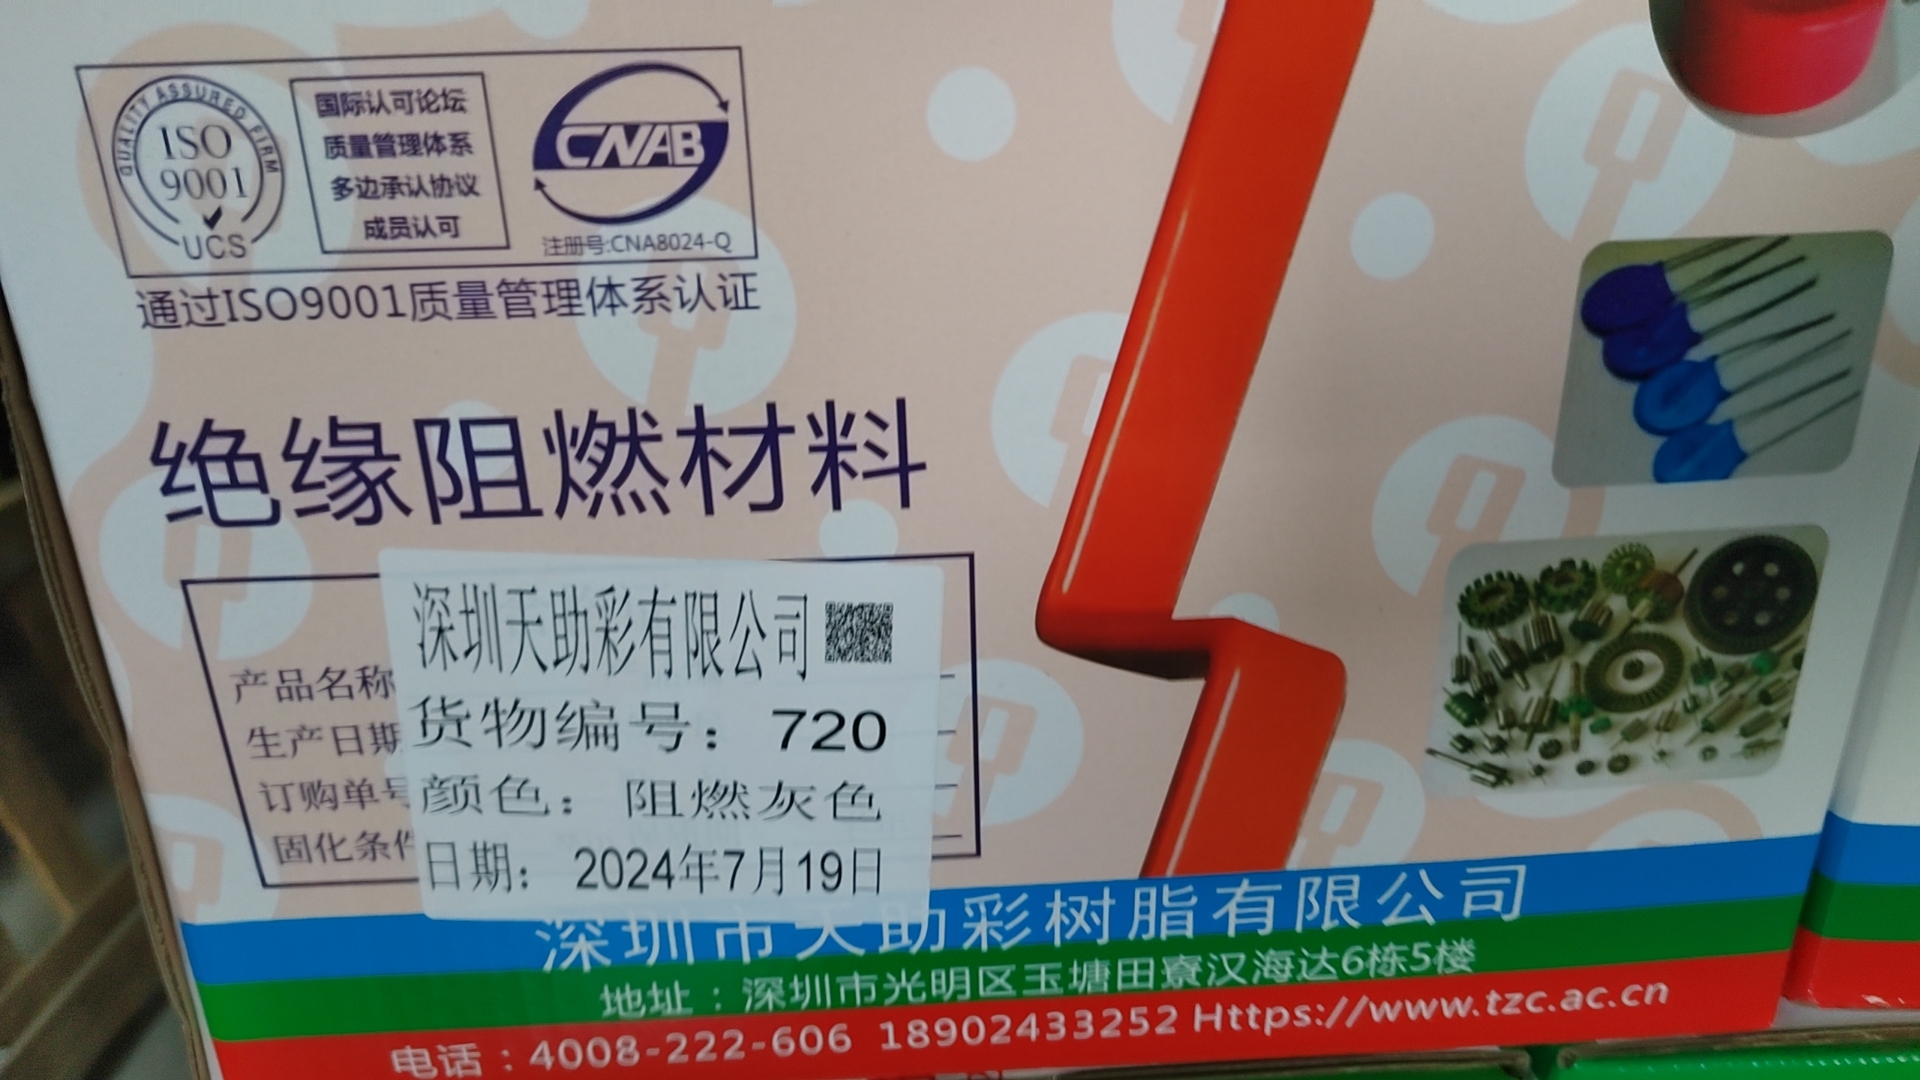 QUALITY ASSURED FIRM
ISO
9001
UCS
国际认可论坛
质量管理体系
多边承认协议
成员认可
CNAB
注册号:CNA8024-Q
通过ISO9001质量管理体系认证
绝缘阻燃材料
产品名称
生产日期
订购单号
固化条件
深圳天助彩有限公司
货物编号：720
颜色：阻燃灰色
日期：2024年7月19日
深圳市天助彩树脂有限公司
地址：深圳市光明区玉塘田寮汉海达6栋5楼
电话：4008-222-606 18902433252 Https://www.tzc.ac.cn